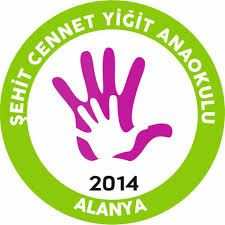 ŞEHİT CENNET YİĞİT ANAOKULU
2014
ALANYA